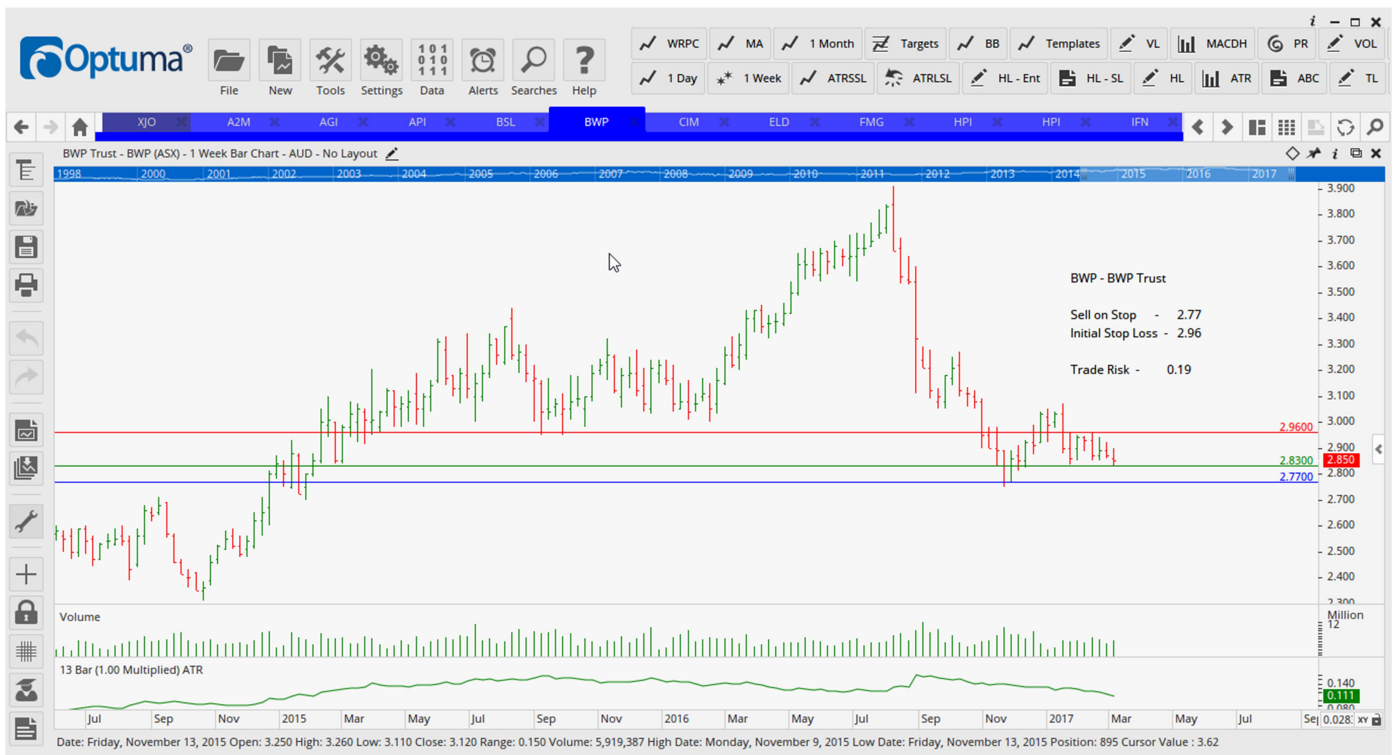 Optuma®
File New Tools Settings Data Alerts Searches Help
101
010
111
WRPC MA 1 Month Targets BB Templates VL MACDH PR VOL
1 Day 1 Week ATRSSL ATRLSL HL - Ent HL - SL HL ATR ABC TL
XJO A2M AGI API BSL BWP CIM ELD FMG HPI HPI IFN
BWP Trust - BWP (ASX) - 1 Week Bar Chart - AUD - No Layout
1998 2000 2001 2002 2003 2004 2005 2006 2007 2008 2009 2010 2011 2012 2013 2014 2015 2016 2017
3.900
3.800
3.700
3.600
BWP - BWP Trust
3.500
Sell on Stop - 2.77
3.400
Initial Stop Loss - 2.96
3.300
Trade Risk - 0.19
3.200
3.100
3.000
2.9600
2.900
2.8300 2.850
2.800
2.7700
2.700
2.600
2.500
2.400
2.300
Volume
Million
12
13 Bar (1.00 Multiplied) ATR
0.140
0.111
0.080
Jul Sep Nov 2015 Mar May Jul Sep Nov 2016 Mar May Jul Sep Nov 2017 Mar May Jul Se 0.028 XY
Date: Friday, November 13, 2015 Open: 3.250 High: 3.260 Low: 3.110 Close: 3.120 Range: 0.150 Volume: 5,919,387 High Date: Monday, November 9, 2015 Low Date: Friday, November 13, 2015 Position: 895 Cursor Value : 3.62